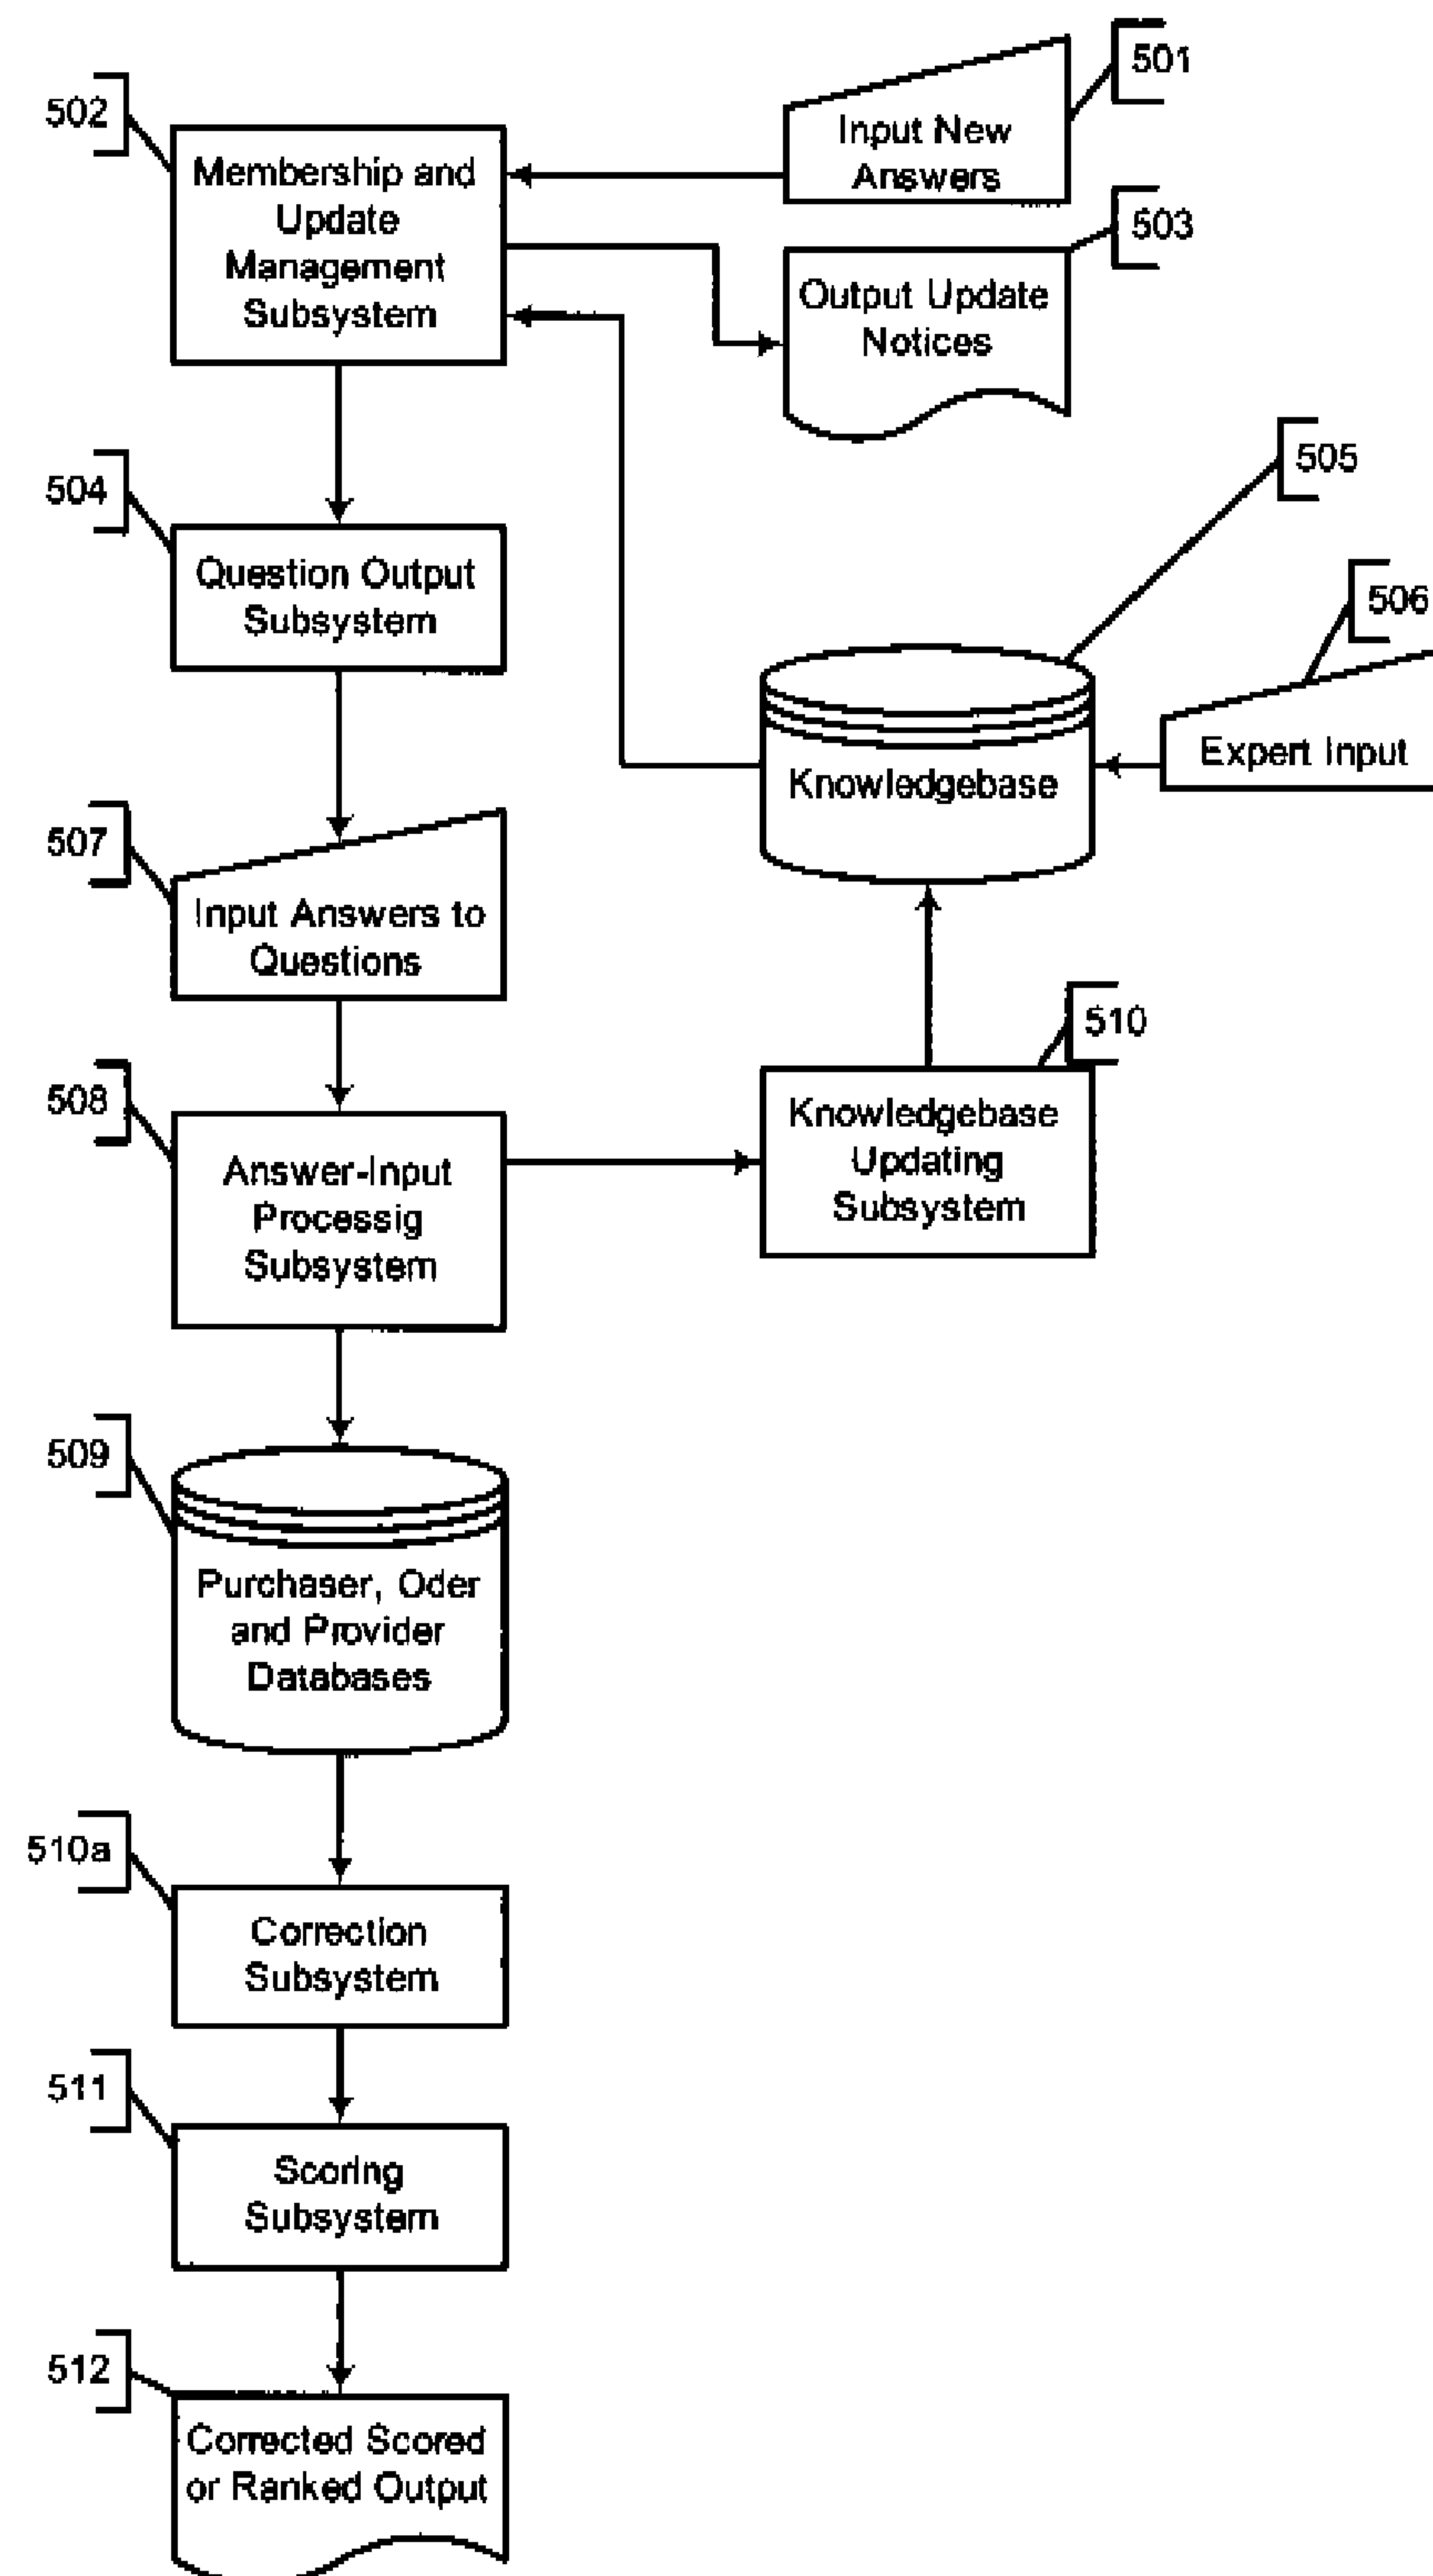 501
Input New
Answers
502
Membership and
Update
Management
Subsystem
503
Output Update
Notices
504
Question Output
Subsystem
505
Knowledgebase
506
Expert Input
507
Input Answers to
Questions
508
Answer-Input
Processig
Subsystem
510
Knowledgebase
Updating
Subsystem
509
Purchaser, Oder
and Provider
Databases
510a
Correction
Subsystem
511
Scoring
Subsystem
512
Corrected Scored
or Ranked Output